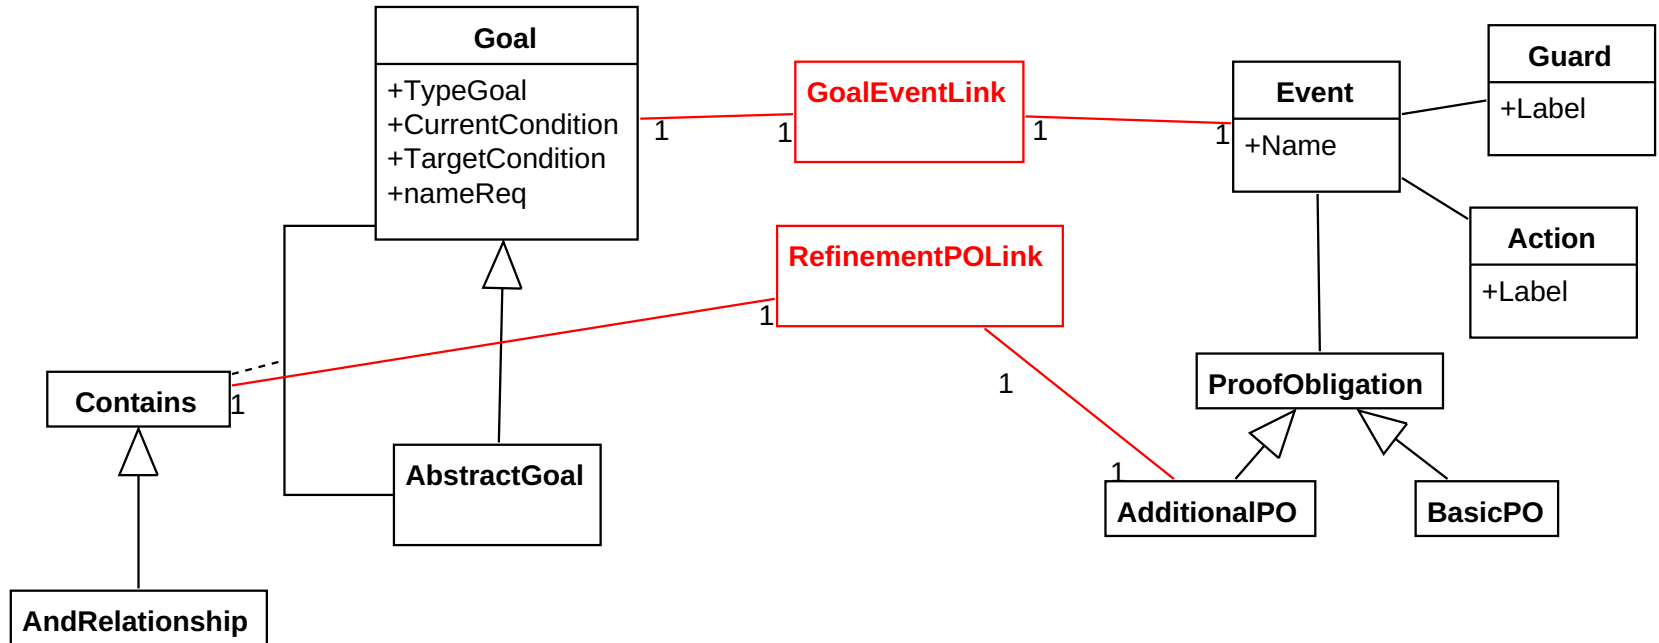 Goal
+TypeGoal
+CurrentCondition
+TargetCondition
+nameReq
1
1
GoalEventLink
1
1
Event
+Name
Guard
+Label
Action
+Label
RefinementPOLink
1
1
1
1
Contains
AbstractGoal
AndRelationship
ProofObligation
AdditionalPO
BasicPO